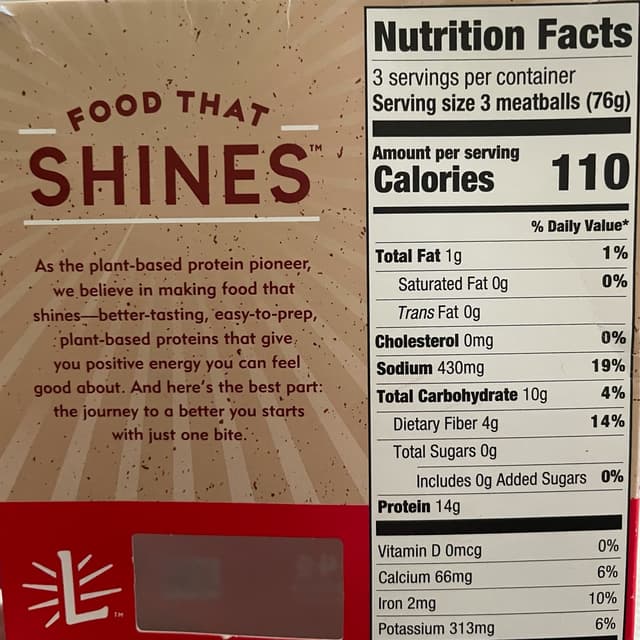 FOOD THAT
SHINES™
As the plant-based protein pioneer,
we believe in making food that
shines—better-tasting, easy-to-prep,
plant-based proteins that give
you positive energy you can feel
good about. And here's the best part:
the journey to a better you starts
with just one bite.
L
TM
Nutrition Facts
3 servings per container
Serving size 3 meatballs (76g)
Amount per serving
Calories 110
% Daily Value*
Total Fat 1g 1%
Saturated Fat 0g 0%
Trans Fat 0g
Cholesterol 0mg 0%
Sodium 430mg 19%
Total Carbohydrate 10g 4%
Dietary Fiber 4g 14%
Total Sugars 0g
Includes 0g Added Sugars 0%
Protein 14g
Vitamin D 0mcg 0%
Calcium 66mg 6%
Iron 2mg 10%
Potassium 313mg 6%